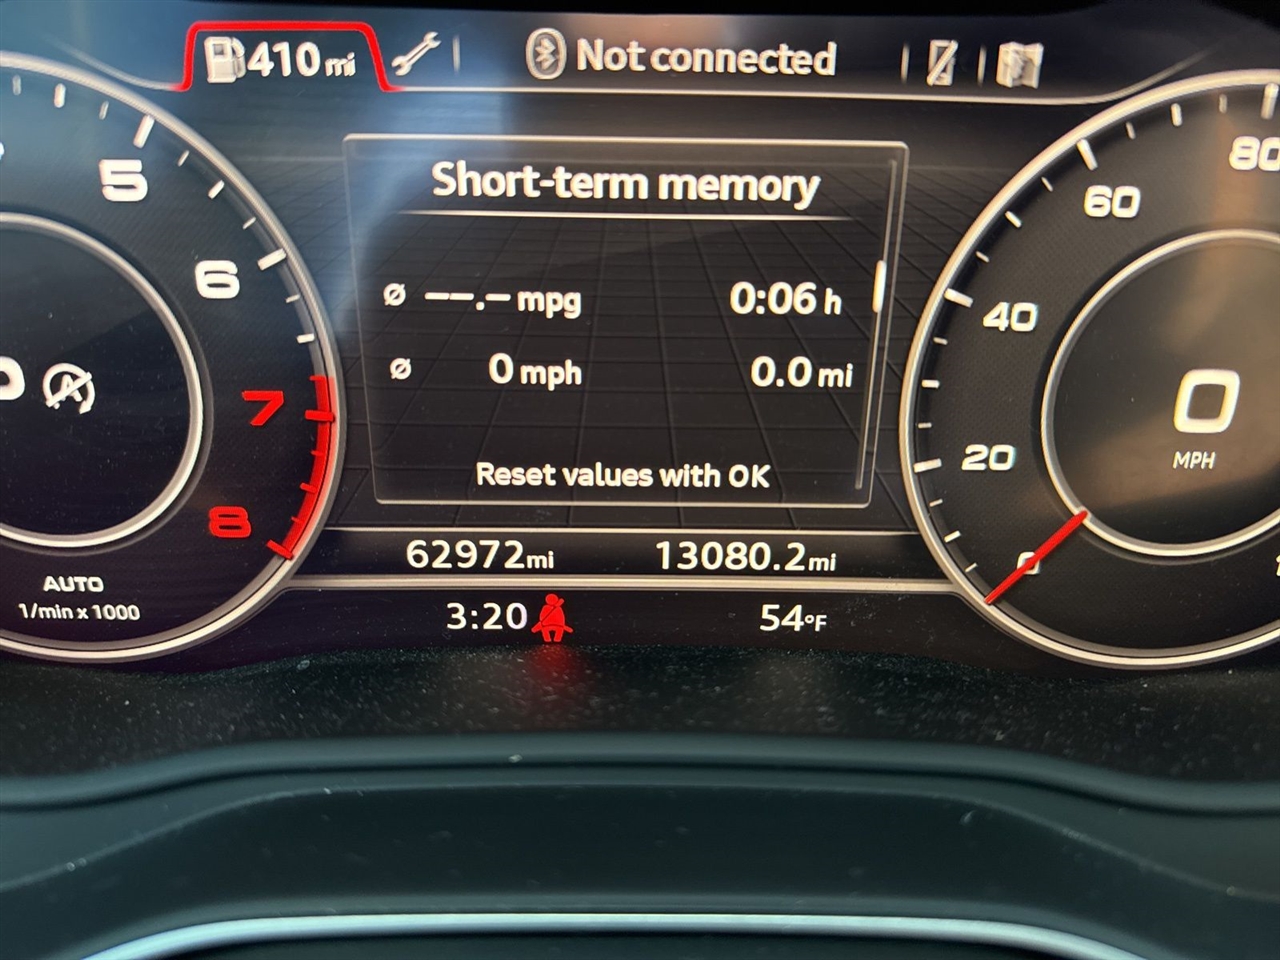 410 mi
Not connected
Short-term memory
Ø --.- mpg 0:06 h
Ø 0 mph 0.0 mi
Reset values with OK
62972 mi 13080.2 mi
3:20 54°F
5
6
7
8
AUTO
1/min x 1000
0
20
40
60
80
0
MPH